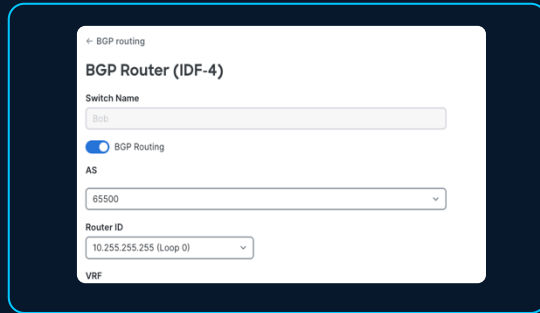 ← BGP routing
BGP Router (IDF-4)
Switch Name
Bob
BGP Routing
AS
65500
Router ID
10.255.255.255 (Loop 0)
VRF